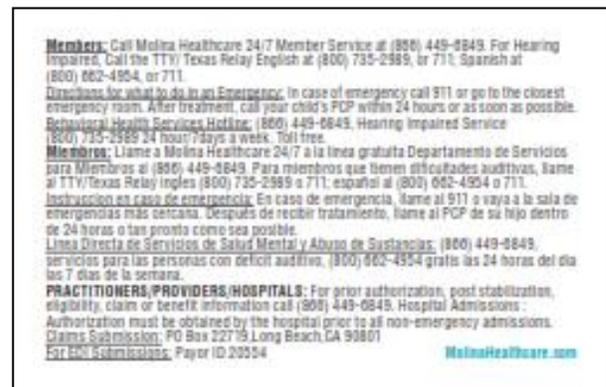 Members: Call Molina Healthcare 24/7 Member Service at (866) 449-6849. For Hearing
Impaired, Call the TTY/ Texas Relay English at (800) 735-2989, or 711; Spanish at
(800) 662-4954, or 711.
Directions for what to do in an Emergency: In case of emergency call 911 or go to the closest
emergency room. After treatment, call your child's PCP within 24 hours or as soon as possible.
Behavioral Health Services Hotline: (866) 449-6849, Hearing Impaired Service
(800) 735-2989 24 hour/7days a week. Toll free.
Miembros: Llame a Molina Healthcare 24/7 a la linea gratuita Departamento de Servicios
para Miembros al (866) 449-6849. Para miembros que tienen dificultades auditivas, llame
al TTY/Texas Relay ingles (800) 735-2989 o 711; español al (800) 662-4954 o 711.
Instruccion en caso de emergencia: En caso de emergencia, llame al 911 o vaya a la sala de
emergencias más cercana. Después de recibir tratamiento, llame al PCP de su hijo dentro
de 24 horas o tan pronto como sea posible.
Linea Directa de Servicios de Salud Mental y Abuso de Sustancias: (866) 449-6849,
servicios para las personas con deficit auditivo, (800) 662-4954 gratis las 24 horas del dia
las 7 dias de la semana.
PRACTITIONERS/PROVIDERS/HOSPITALS: For prior authorization, post stabilization,
eligibility, claim or benefit information call (866) 449-6849. Hospital Admissions :
Authorization must be obtained by the hospital prior to all non-emergency admissions.
Claims Submission: PO Box 22719,Long Beach,CA 90801
For EDI Submissions: Payor ID 20554 MolinaHealthcare.com